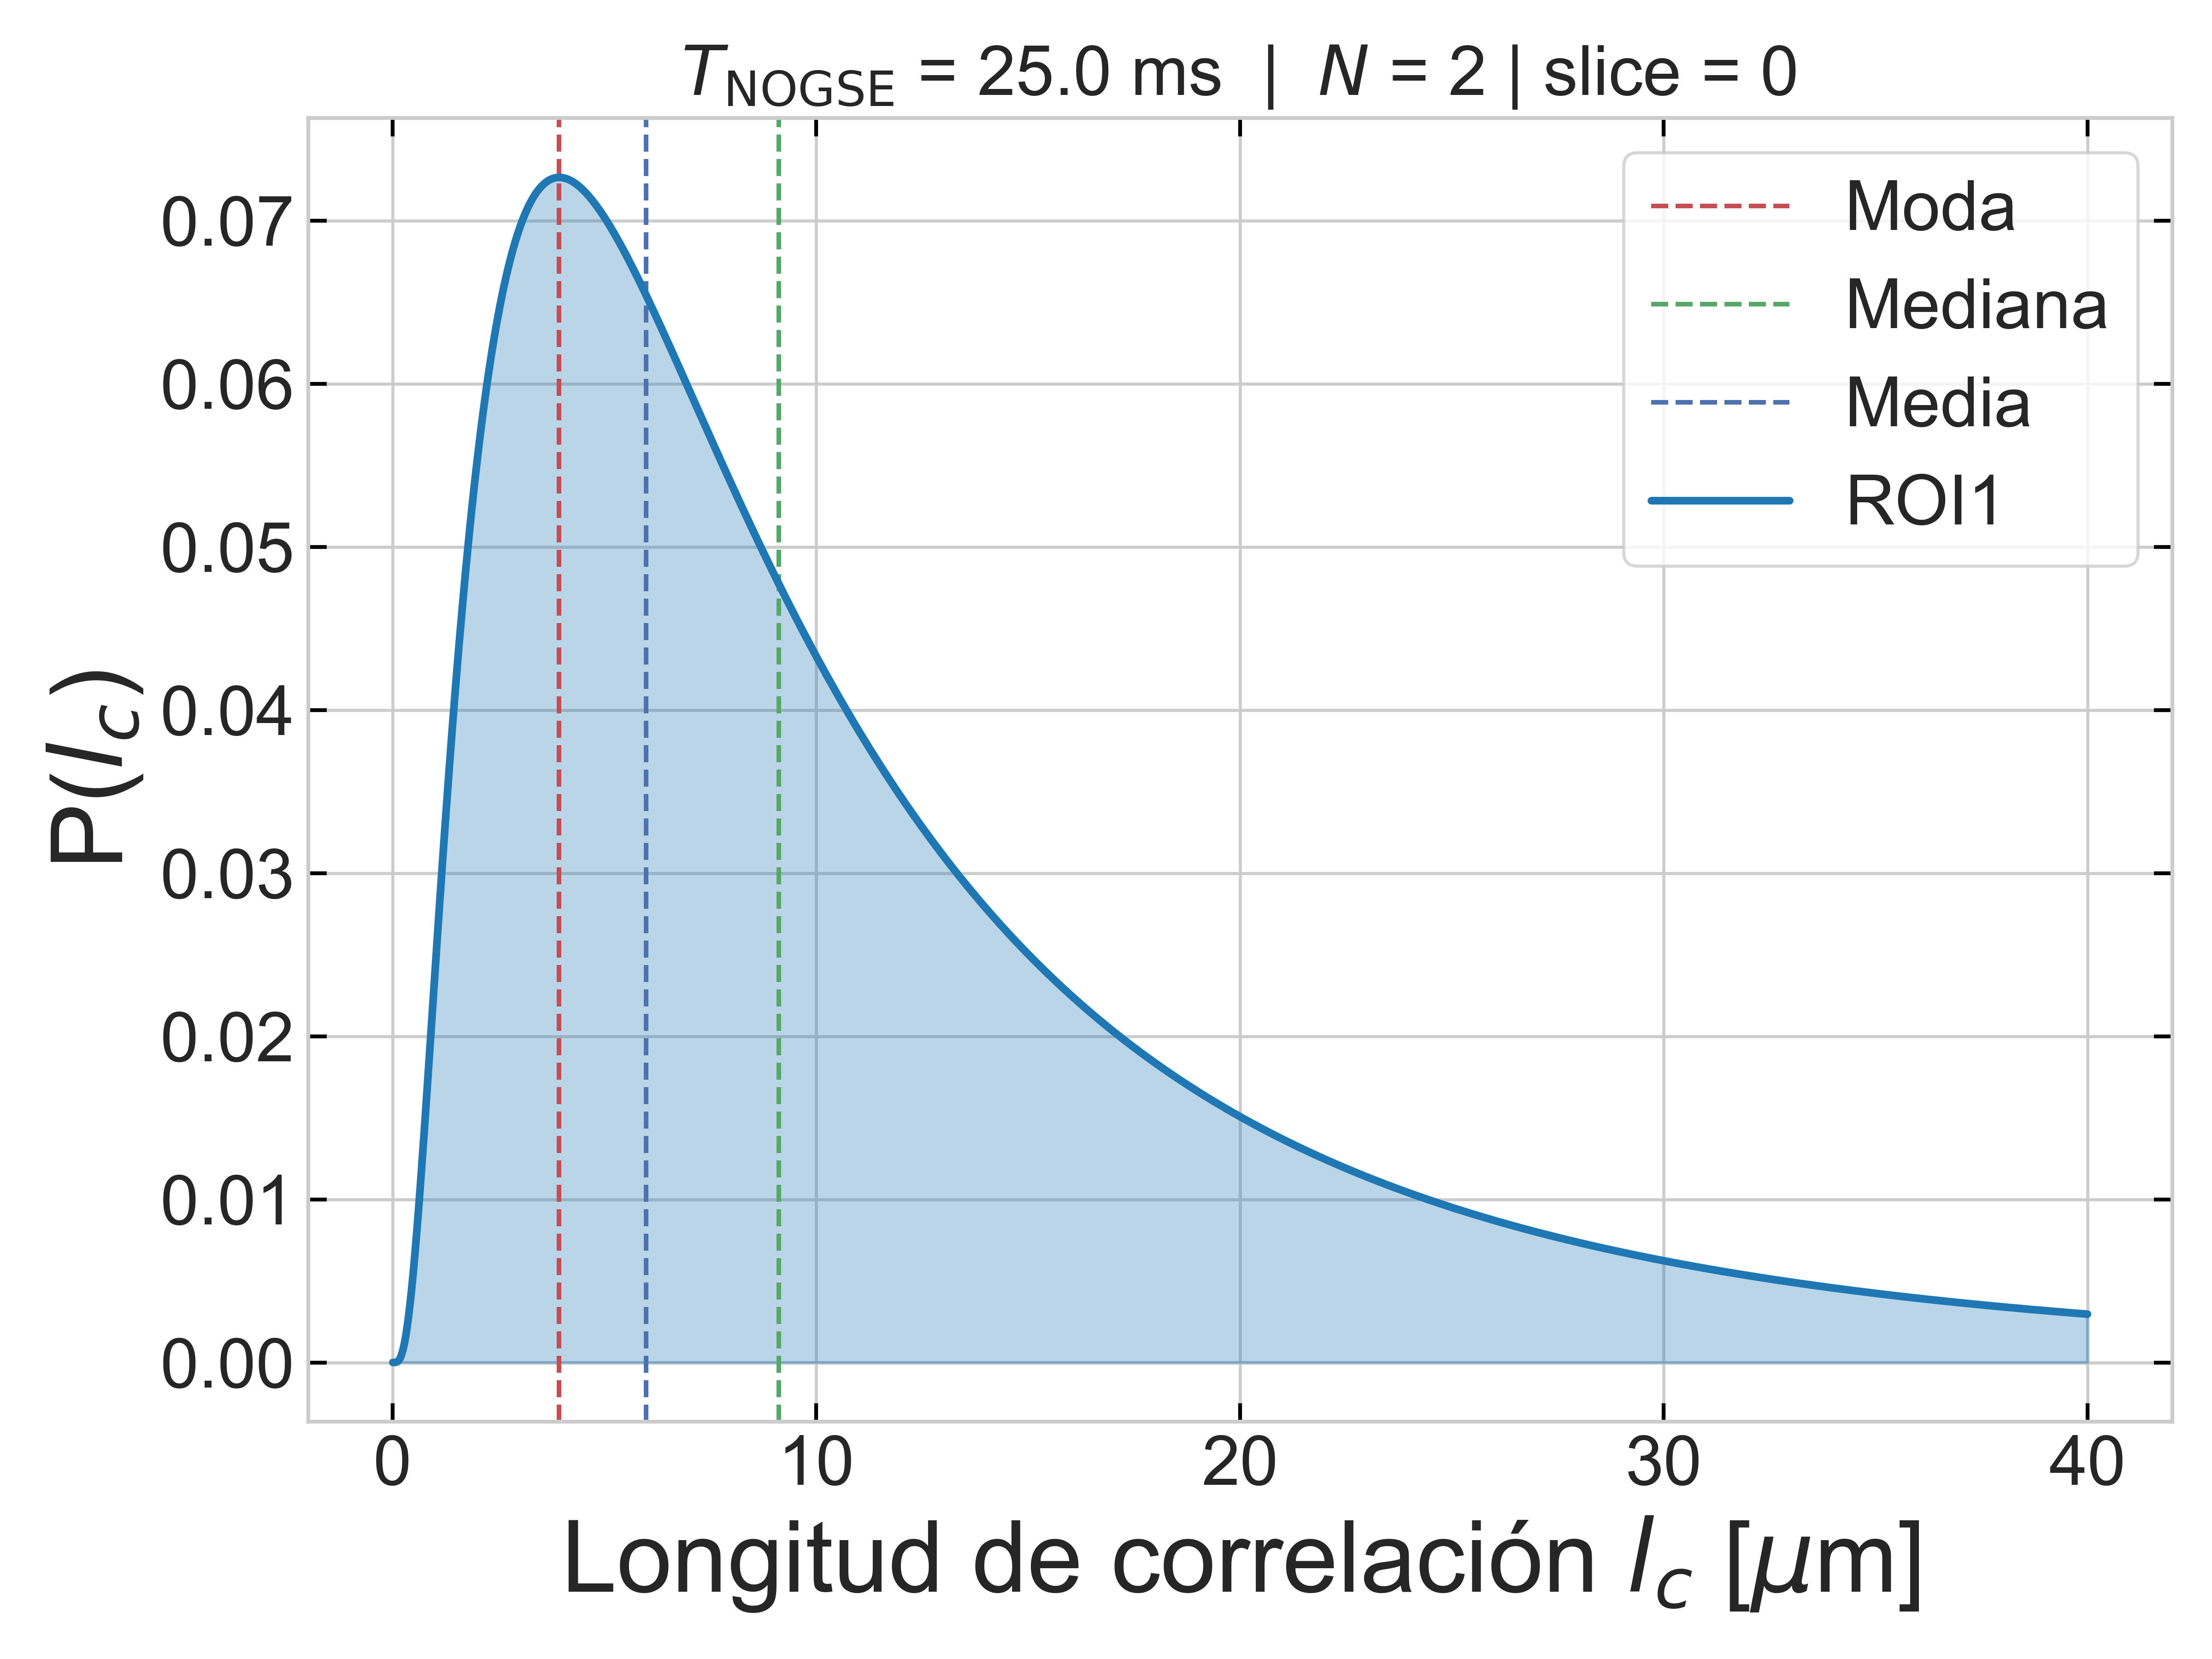 T_NOGSE = 25.0 ms | N = 2 | slice = 0
Moda
Mediana
Media
ROI1
P(l_c)
0.07
0.06
0.05
0.04
0.03
0.02
0.01
0.00
0 10 20 30 40
Longitud de correlación l_c [μm]